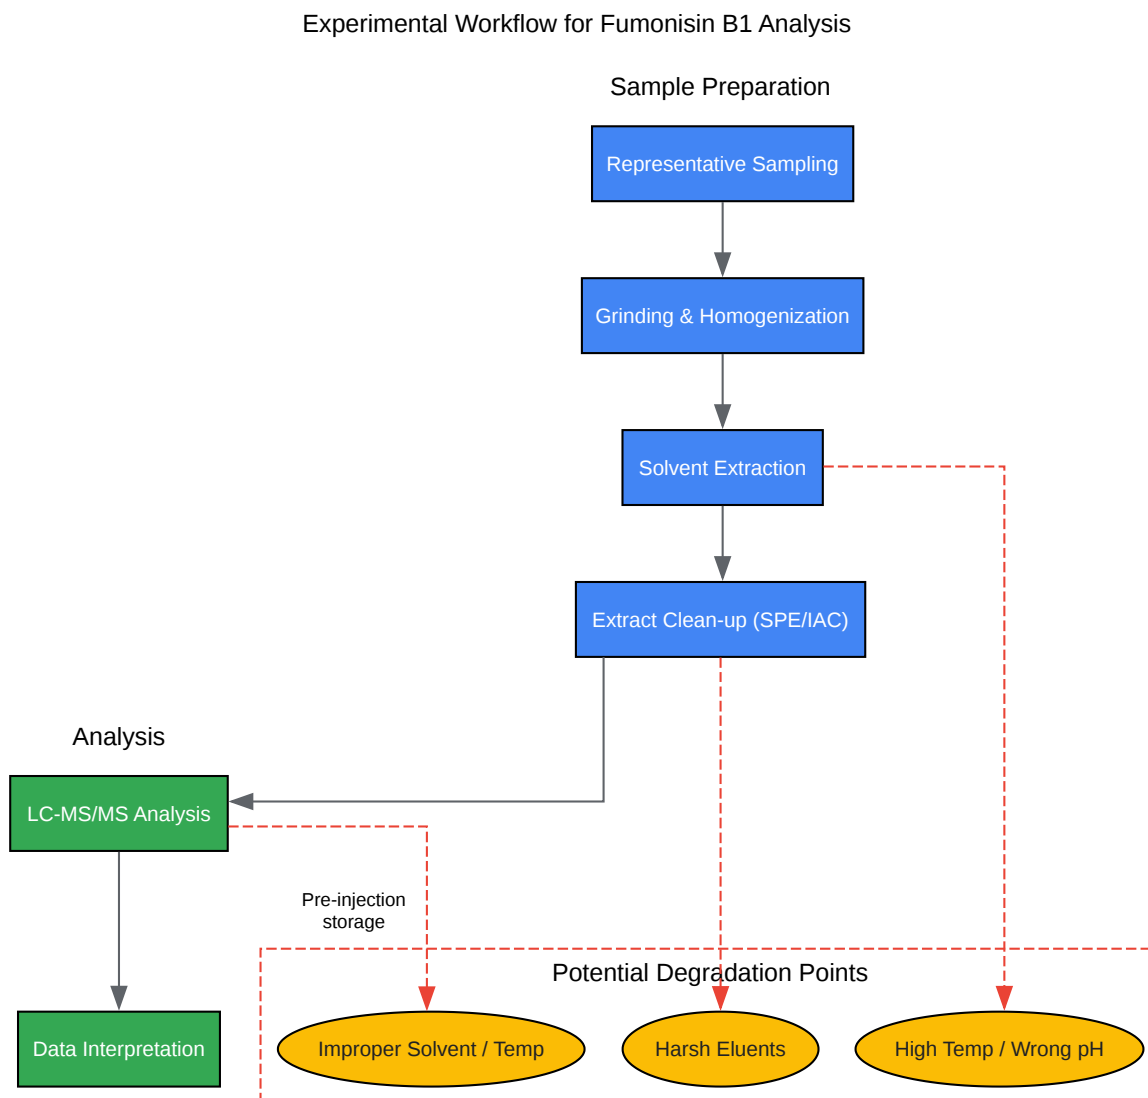 Experimental Workflow for Fumonisin B1 Analysis
Sample Preparation
Representative Sampling
Grinding & Homogenization
Solvent Extraction
Extract Clean-up (SPE/IAC)
Analysis
LC-MS/MS Analysis
Pre-injection
storage
Potential Degradation Points
Data Interpretation
Improper Solvent / Temp
Harsh Eluents
High Temp / Wrong pH